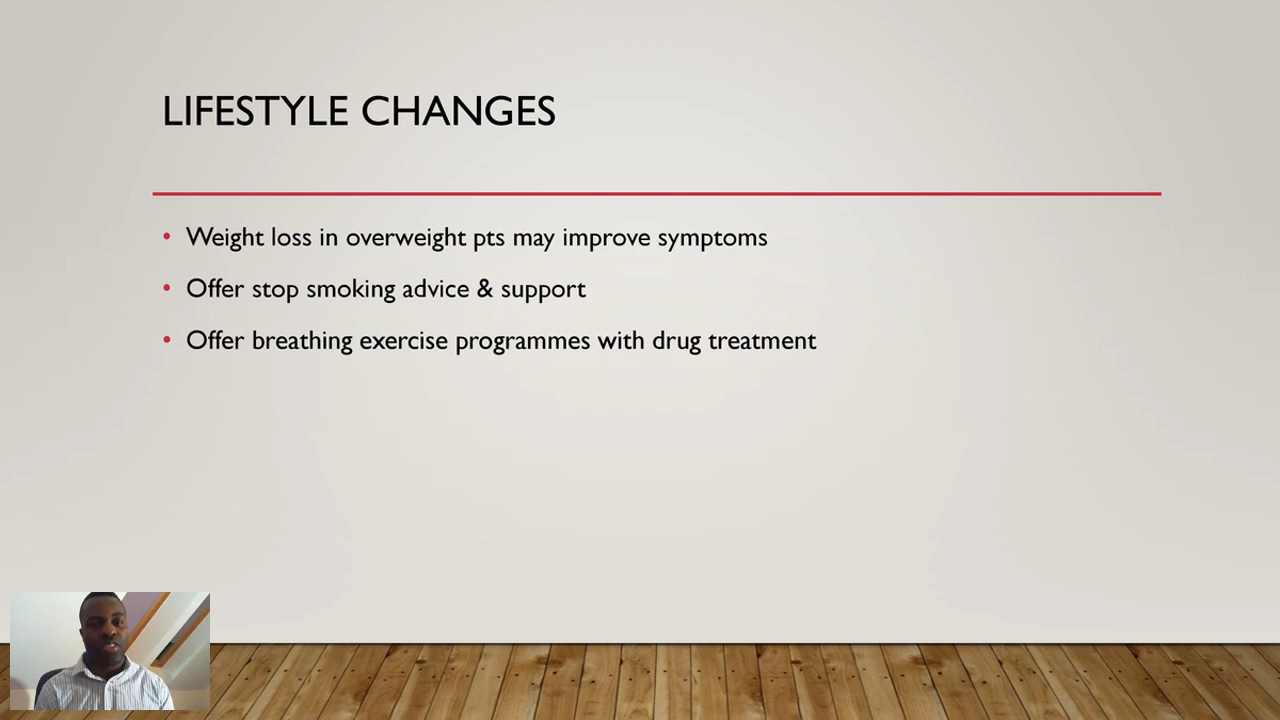 LIFESTYLE CHANGES
• Weight loss in overweight pts may improve symptoms
• Offer stop smoking advice & support
• Offer breathing exercise programmes with drug treatment